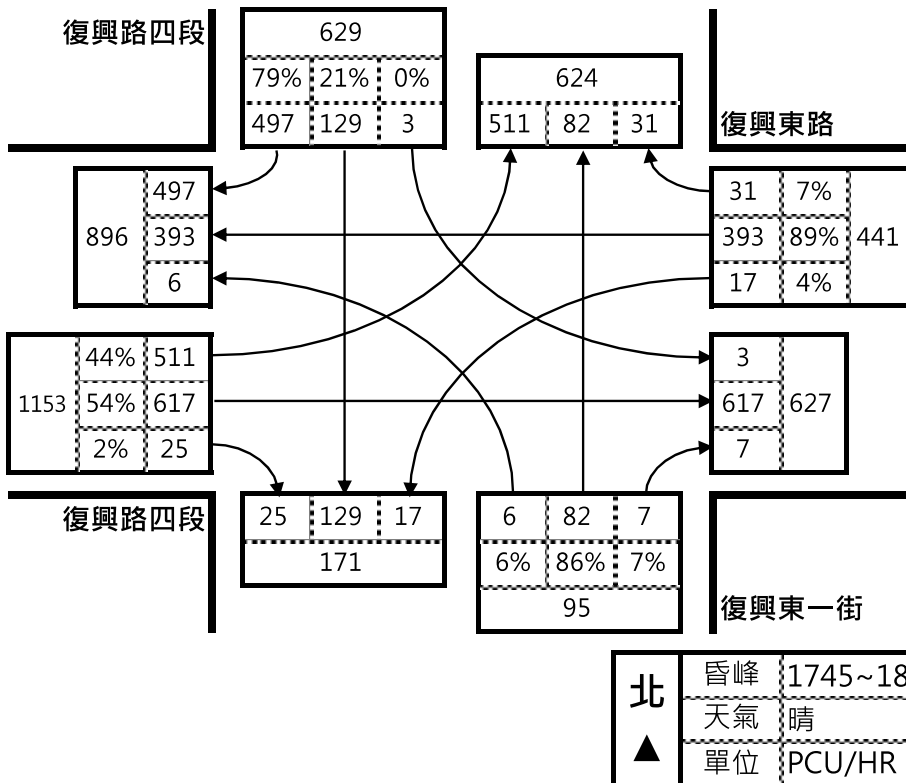 復興路四段
629
79% 21% 0%
497 129 3
624
511 82 31
復興東路
497
896 393
6
31 7%
393 89% 441
17 4%
44% 511
1153 54% 617
2% 25
3
617 627
7
復興路四段
25 129 17
171
6 82 7
6% 86% 7%
95
復興東一街
北
▲
昏峰 1745~18
天氣 晴
單位 PCU/HR